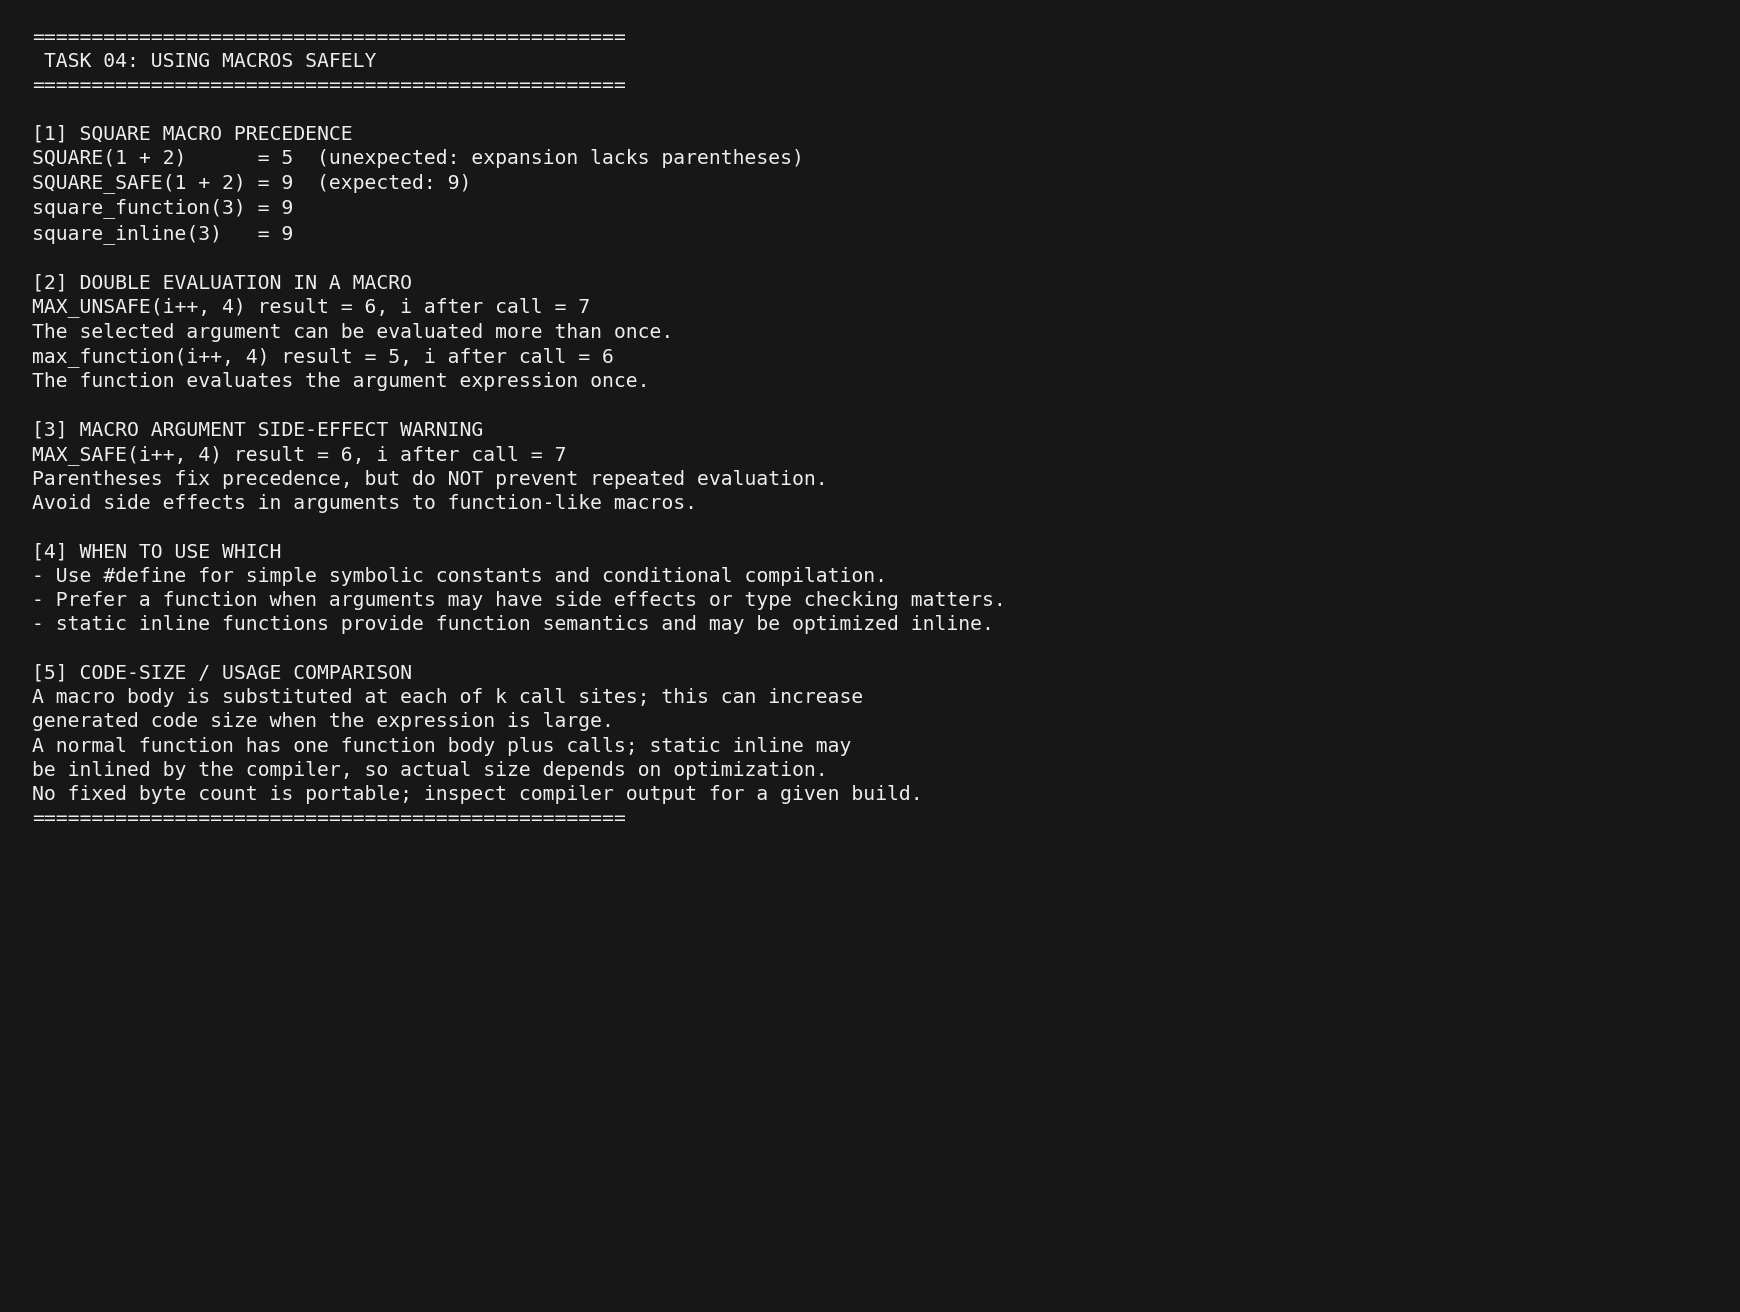 ==================================================
 TASK 04: USING MACROS SAFELY
==================================================

[1] SQUARE MACRO PRECEDENCE
SQUARE(1 + 2)      = 5  (unexpected: expansion lacks parentheses)
SQUARE_SAFE(1 + 2) = 9  (expected: 9)
square_function(3) = 9
square_inline(3)   = 9

[2] DOUBLE EVALUATION IN A MACRO
MAX_UNSAFE(i++, 4) result = 6, i after call = 7
The selected argument can be evaluated more than once.
max_function(i++, 4) result = 5, i after call = 6
The function evaluates the argument expression once.

[3] MACRO ARGUMENT SIDE-EFFECT WARNING
MAX_SAFE(i++, 4) result = 6, i after call = 7
Parentheses fix precedence, but do NOT prevent repeated evaluation.
Avoid side effects in arguments to function-like macros.

[4] WHEN TO USE WHICH
- Use #define for simple symbolic constants and conditional compilation.
- Prefer a function when arguments may have side effects or type checking matters.
- static inline functions provide function semantics and may be optimized inline.

[5] CODE-SIZE / USAGE COMPARISON
A macro body is substituted at each of k call sites; this can increase
generated code size when the expression is large.
A normal function has one function body plus calls; static inline may
be inlined by the compiler, so actual size depends on optimization.
No fixed byte count is portable; inspect compiler output for a given build.
==================================================